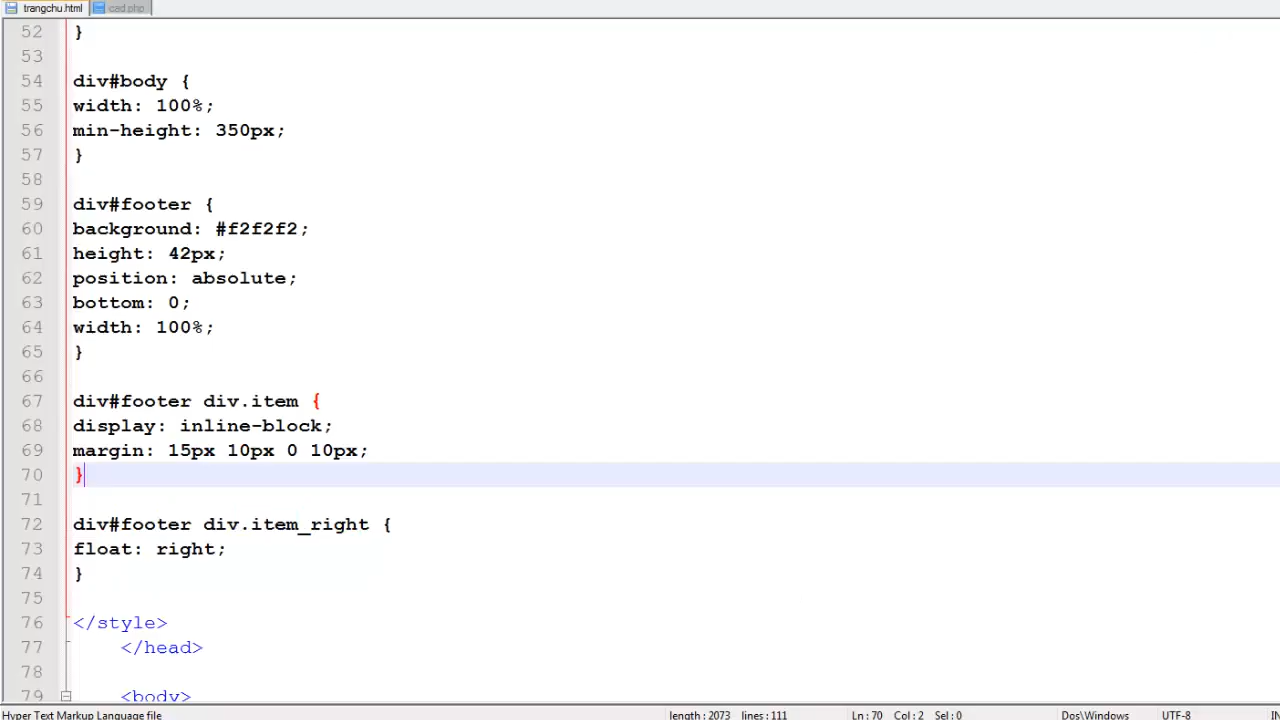 trangchu.html cad.php
52 }
53
54 div#body {
55 width: 100%;
56 min-height: 350px;
57 }
58
59 div#footer {
60 background: #f2f2f2;
61 height: 42px;
62 position: absolute;
63 bottom: 0;
64 width: 100%;
65 }
66
67 div#footer div.item {
68 display: inline-block;
69 margin: 15px 10px 0 10px;
70 }
71
72 div#footer div.item_right {
73 float: right;
74 }
75
76 </style>
77 </head>
78
79 <body>
Hyper Text Markup Language file length : 2073 lines : 111 Ln : 70 Col : 2 Sel : 0 Dos\Windows UTF-8 IN